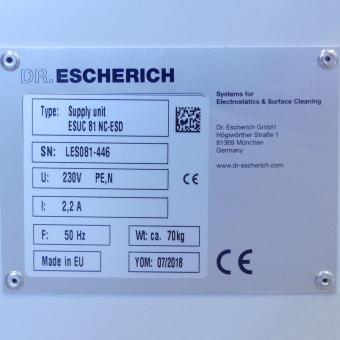 DR. ESCHERICH
Type: Supply unit
ESUC 81 NC-ESD
SN: LES081-446
U: 230V PE,N
CE
I: 2,2 A
F: 50 Hz
Wt: ca. 70kg
Made in EU
YOM: 07/2018
Systems for
Electrostatics & Surface Cleaning
Dr. Escherich GmbH
Höglwörther Straße 1
81369 München
Germany
www.dr-escherich.com
CE